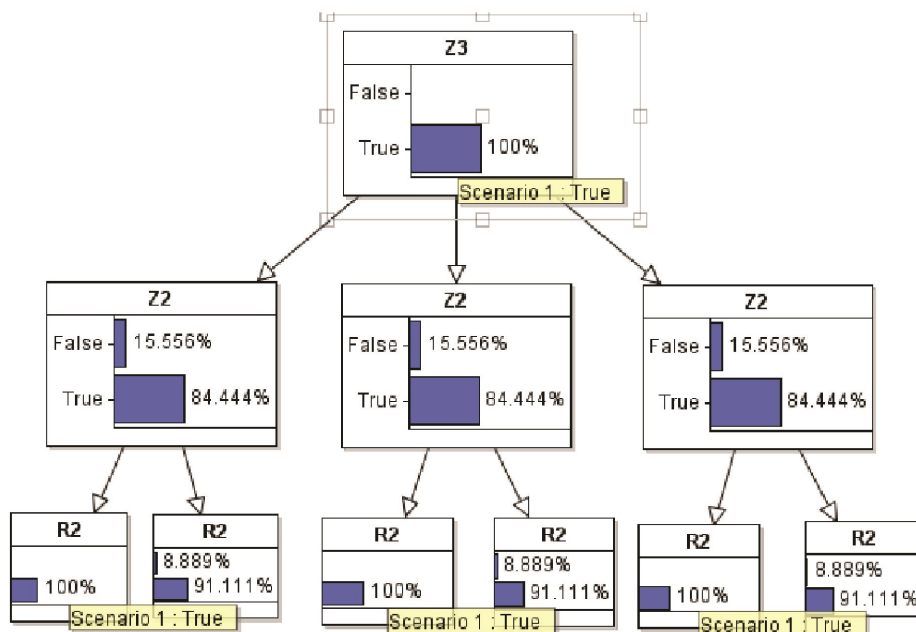 Z3
False
True
100%
Scenario 1 : True
Z2
False
15.556%
True
84.444%
Z2
False
15.556%
True
84.444%
Z2
False
15.556%
True
84.444%
R2
100%
Scenario 1 : True
R2
8.889%
91.111%
R2
100%
Scenario 1 : True
R2
8.889%
91.111%
R2
100%
Scenario 1 : True
R2
8.889%
91.111%